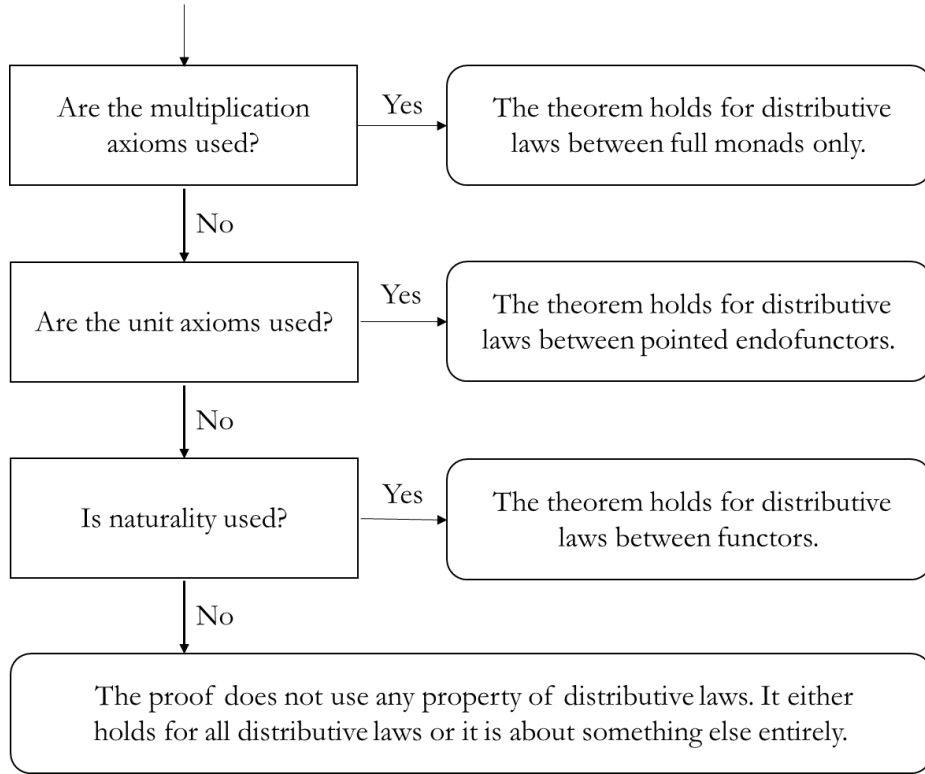 Are the multiplication
axioms used?
Yes
The theorem holds for distributive
laws between full monads only.
No
Are the unit axioms used?
Yes
The theorem holds for distributive
laws between pointed endofunctors.
No
Is naturality used?
Yes
The theorem holds for distributive
laws between functors.
No
The proof does not use any property of distributive laws. It either
holds for all distributive laws or it is about something else entirely.